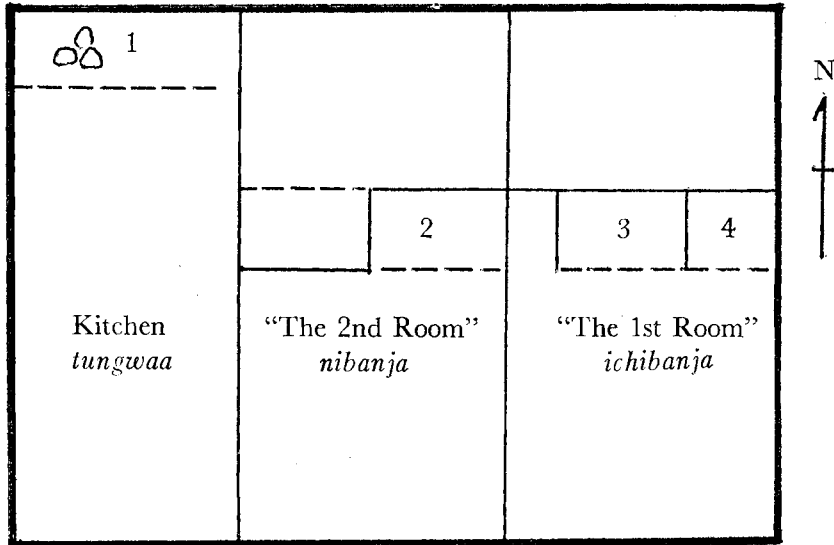 1
N
2
3
4
Kitchen
tungwaa
“The 2nd Room”
nibanja
“The 1st Room”
ichibanja